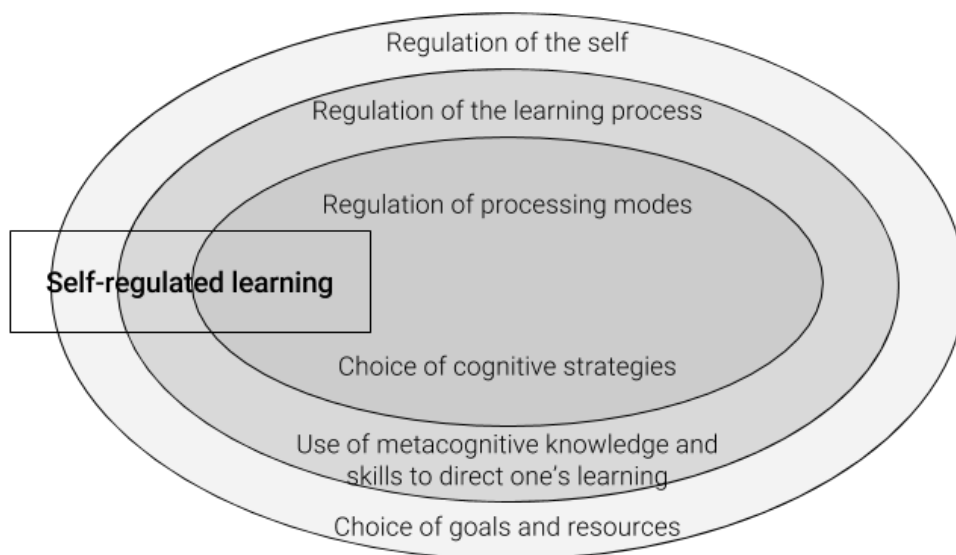 Regulation of the self
Regulation of the learning process
Regulation of processing modes
Self-regulated learning
Choice of cognitive strategies
Use of metacognitive knowledge and
skills to direct one’s learning
Choice of goals and resources